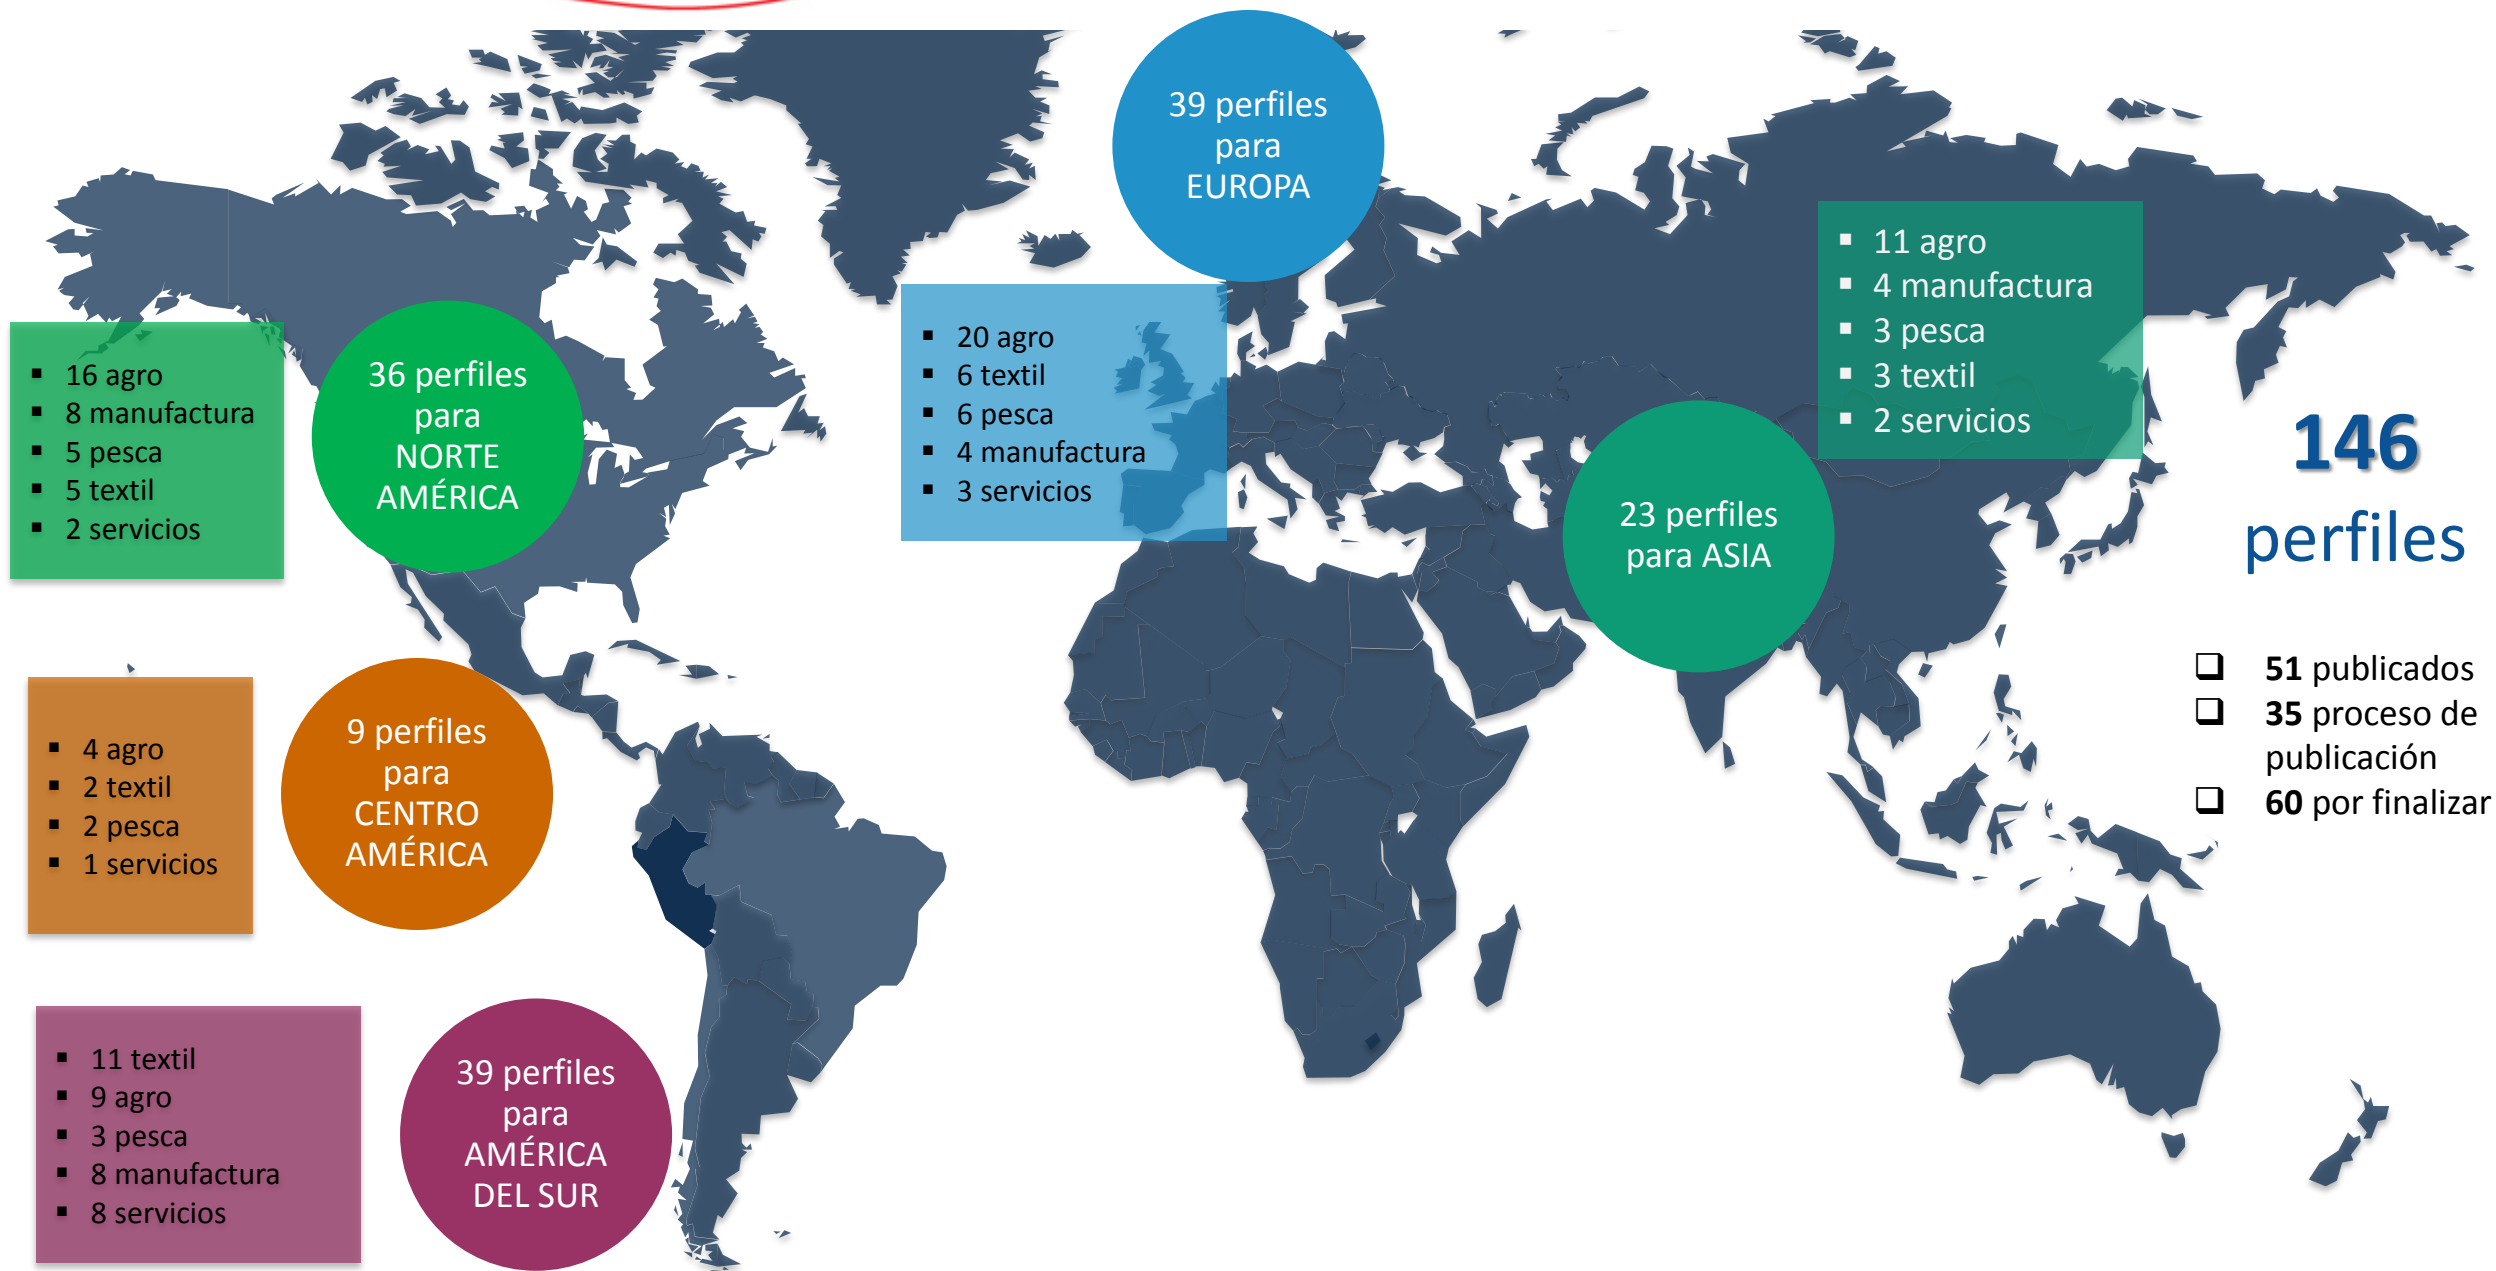 39 perfiles
para
EUROPA
▪ 20 agro
▪ 6 textil
▪ 6 pesca
▪ 4 manufactura
▪ 3 servicios
▪ 11 agro
▪ 4 manufactura
▪ 3 pesca
▪ 3 textil
▪ 2 servicios
23 perfiles
para ASIA
36 perfiles
para
NORTE
AMÉRICA
▪ 16 agro
▪ 8 manufactura
▪ 5 pesca
▪ 5 textil
▪ 2 servicios
9 perfiles
para
CENTRO
AMÉRICA
▪ 4 agro
▪ 2 textil
▪ 2 pesca
▪ 1 servicios
39 perfiles
para
AMÉRICA
DEL SUR
▪ 11 textil
▪ 9 agro
▪ 3 pesca
▪ 8 manufactura
▪ 8 servicios
146
perfiles
❑ 51 publicados
❑ 35 proceso de
publicación
❑ 60 por finalizar